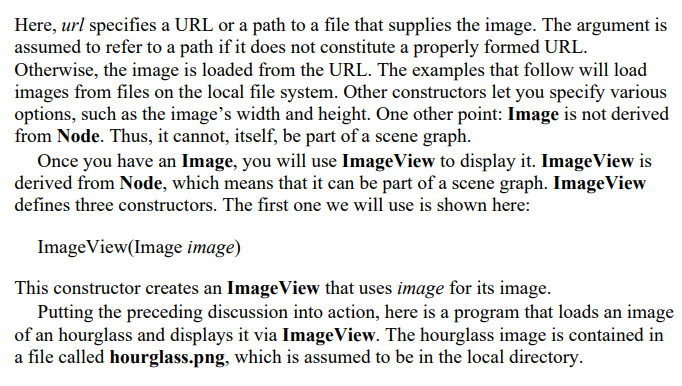 Here, url specifies a URL or a path to a file that supplies the image. The argument is
assumed to refer to a path if it does not constitute a properly formed URL.
Otherwise, the image is loaded from the URL. The examples that follow will load
images from files on the local file system. Other constructors let you specify various
options, such as the image’s width and height. One other point: Image is not derived
from Node. Thus, it cannot, itself, be part of a scene graph.
Once you have an Image, you will use ImageView to display it. ImageView is
derived from Node, which means that it can be part of a scene graph. ImageView
defines three constructors. The first one we will use is shown here:
ImageView(Image image)
This constructor creates an ImageView that uses image for its image.
Putting the preceding discussion into action, here is a program that loads an image
of an hourglass and displays it via ImageView. The hourglass image is contained in
a file called hourglass.png, which is assumed to be in the local directory.